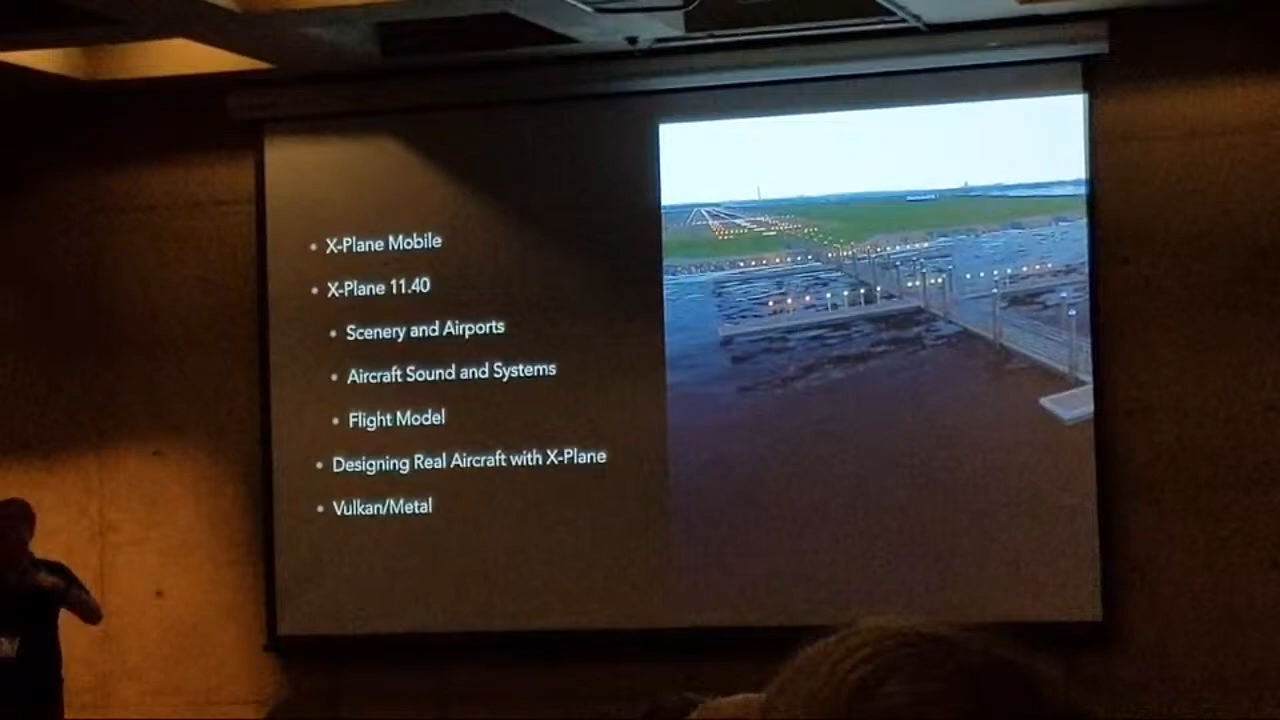 • X-Plane Mobile
• X-Plane 11.40
• Scenery and Airports
• Aircraft Sound and Systems
• Flight Model
• Designing Real Aircraft with X-Plane
• Vulkan/Metal